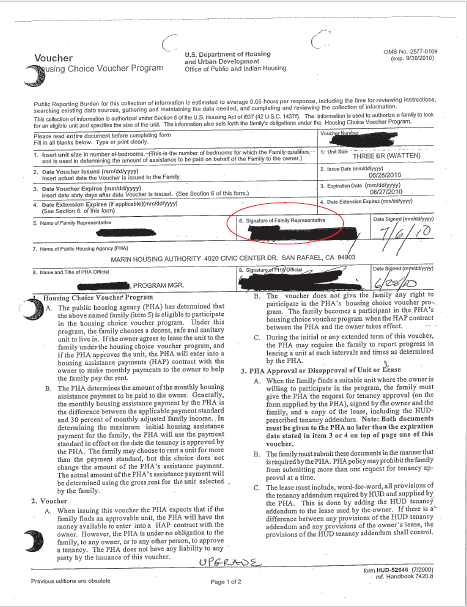 Voucher
using Choice Voucher Program
U.S. Department of Housing
and Urban Development
Office of Public and Indian Housing
OMB No. 2577-0169
(exp. 9/30/2010)
Public Reporting Burden for this collection of information is estimated to average 0.05 hours per response, including the time for reviewing instructions,
searching existing data sources, gathering and maintaining the data needed, and completing and reviewing the collection of information.
This collection of information is authorized under Section 8 of the U.S. Housing Act of 1937 (42 U.S.C. 1437f). The information is used to authorize a family to look
for an eligible unit and specifies the size of the unit. The information also sets forth the family's obligations under the Housing Choice Voucher Program.
Please read entire document before completing form
Fill in all blanks below. Type or print clearly.
Voucher Number
1. Insert unit size in number of bedrooms. (This is the number of bedrooms for which the Family qualifies,
and is used in determining the amount of assistance to be paid on behalf of the Family to the owner.)
1. Unit Size
THREE BR (WATTEN)
2. Date Voucher Issued (mm/dd/yyyy)
Insert actual date the Voucher is issued to the Family.
2. Issue Date (mm/dd/yyyy)
06/28/2010
3. Date Voucher Expires (mm/dd/yyyy)
Insert date sixty days after date Voucher is issued. (See Section 6 of this form.)
3. Expiration Date (mm/dd/yyyy)
08/27/2010
4. Date Extension Expires (if applicable)(mm/dd/yyyy)
(See Section 6. of this form)
4. Date Extension Expires (mm/dd/yyyy)
5. Name of Family Representative
6. Signature of Family Representative
Date Signed (mm/dd/yyyy)
7/6/10
7. Name of Public Housing Agency (PHA)
MARIN HOUSING AUTHORITY 4020 CIVIC CENTER DR. SAN RAFAEL, CA 94903
8. Name and Title of PHA Official
, PROGRAM MGR.
9. Signature of PHA Official
Date Signed (mm/dd/yyyy)
Housing Choice Voucher Program
A. The public housing agency (PHA) has determined that
the above named family (item 5) is eligible to participate
in the housing choice voucher program. Under this
program, the family chooses a decent, safe and sanitary
unit to live in. If the owner agrees to lease the unit to
the family under the housing choice voucher program, and
if the PHA approves the unit, the PHA will enter into a
housing assistance payments (HAP) contract with the
owner to make monthly payments to the owner to help
the family pay the rent.
B. The PHA determines the amount of the monthly housing
assistance payment to be paid to the owner. Generally,
the monthly housing assistance payment by the PHA is
the difference between the applicable payment standard
and 30 percent of monthly adjusted family income. In
determining the maximum initial housing assistance
payment for the family, the PHA will use the payment
standard in effect on the date the tenancy is approved by
the PHA. The family may choose to rent a unit for more
than the payment standard, but this choice does not
change the amount of the PHA's assistance payment.
The actual amount of the PHA's assistance payment will
be determined using the gross rent for the unit selected
by the family.
2. Voucher
A. When issuing this voucher the PHA expects that if the
family finds an approvable unit, the PHA will have the
money available to enter into a HAP contract with the
owner. However, the PHA is under no obligation to the
family, to any owner, or to any other person, to approve
a tenancy. The PHA does not have any liability to any
party by the issuance of this voucher.
B. The voucher does not give the family any right to
participate in the PHA's housing choice voucher pro-
gram. The family becomes a participant in the PHA's
housing choice voucher program when the HAP contract
between the PHA and the owner takes effect.
C. During the initial or any extended term of this voucher,
the PHA may require the family to report progress in
leasing a unit at such intervals and times as determined
by the PHA.
3. PHA Approval or Disapproval of Unit or Lease
A. When the family finds a suitable unit where the owner is
willing to participate in the program, the family must
give the PHA the request for tenancy approval (on the
form supplied by the PHA), signed by the owner and the
family, and a copy of the lease, including the HUD-
prescribed tenancy addendum. Note: Both documents
must be given to the PHA no later than the expiration
date stated in item 3 or 4 on top of page one of this
voucher.
B. The family must submit these documents in the manner that
is required by the PHA. PHA policy may prohibit the family
from submitting more than one request for tenancy ap-
proval at a time.
C. The lease must include, word-for-word, all provisions of
the tenancy addendum required by HUD and supplied by
the PHA. This is done by adding the HUD tenancy
addendum to the lease used by the owner. If there is a
difference between any provisions of the HUD tenancy
addendum and any provisions of the owner's lease, the
provisions of the HUD tenancy addendum shall control.
UPGRADE
Previous editions are obsolete
Page 1 of 2
form HUD-52646 (7/2000)
ref. Handbook 7420.8